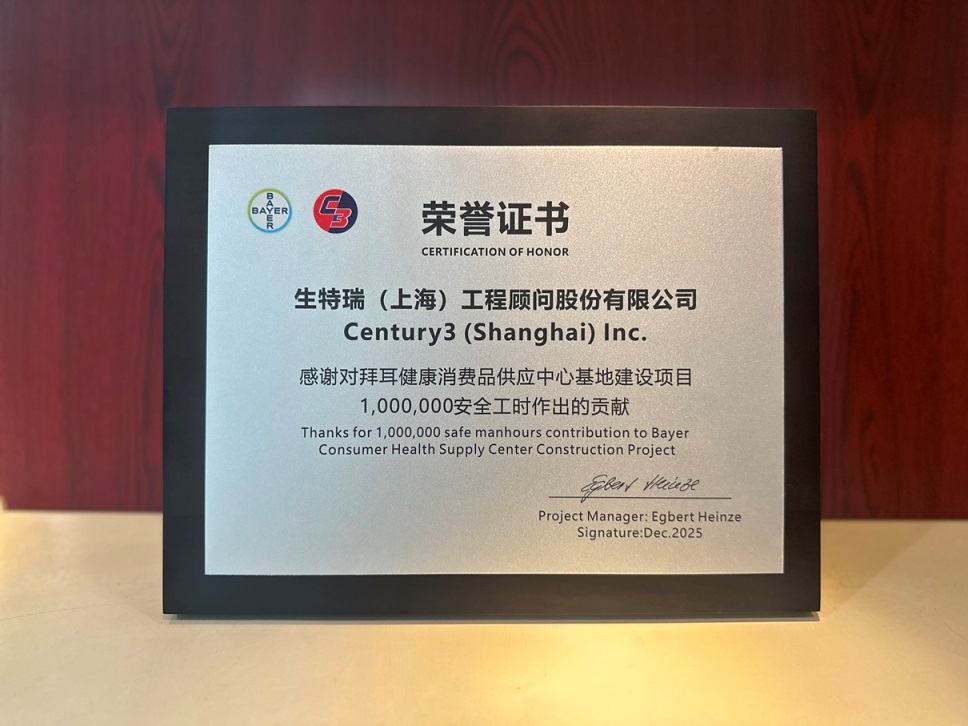 BAYER
BAYER
C3
荣誉证书
CERTIFICATION OF HONOR
生特瑞（上海）工程顾问股份有限公司
Century3 (Shanghai) Inc.
感谢对拜耳健康消费品供应中心基地建设项目
1,000,000安全工时作出的贡献
Thanks for 1,000,000 safe manhours contribution to Bayer
Consumer Health Supply Center Construction Project
Egbert Heinze
Project Manager: Egbert Heinze
Signature:Dec.2025